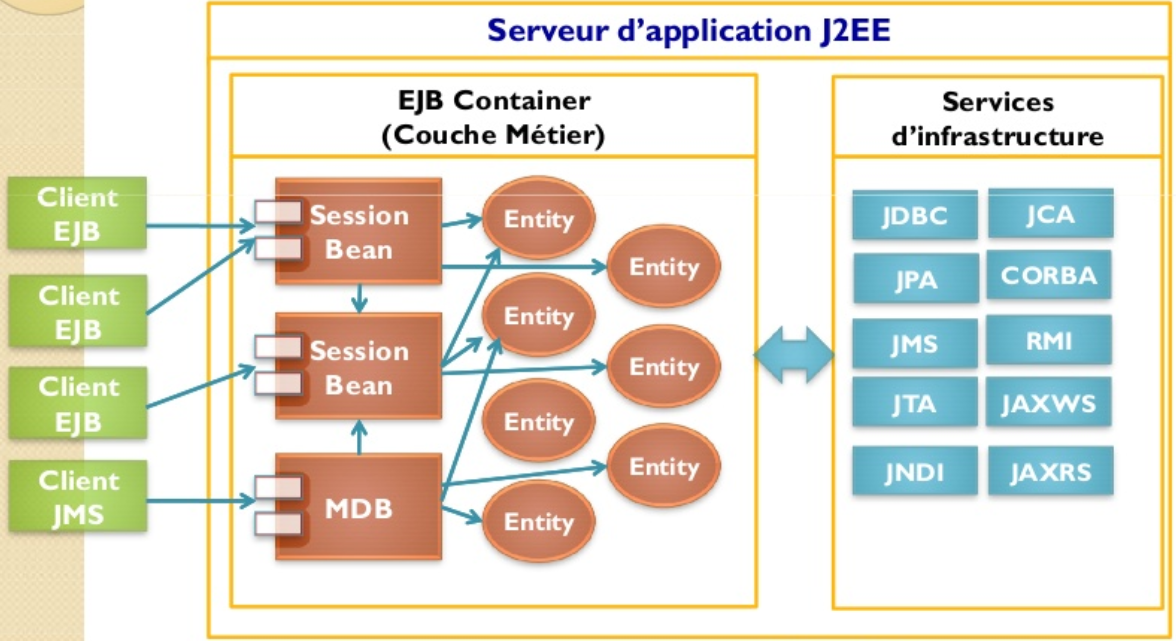 Serveur d'application J2EE
EJB Container
(Couche Métier)
Services
d'infrastructure
Client
EJB
Client
EJB
Client
EJB
Client
JMS
Session
Bean
Session
Bean
MDB
Entity
Entity
Entity
Entity
Entity
Entity
Entity
JDBC
JCA
JPA
CORBA
JMS
RMI
JTA
JAXWS
JNDI
JAXRS